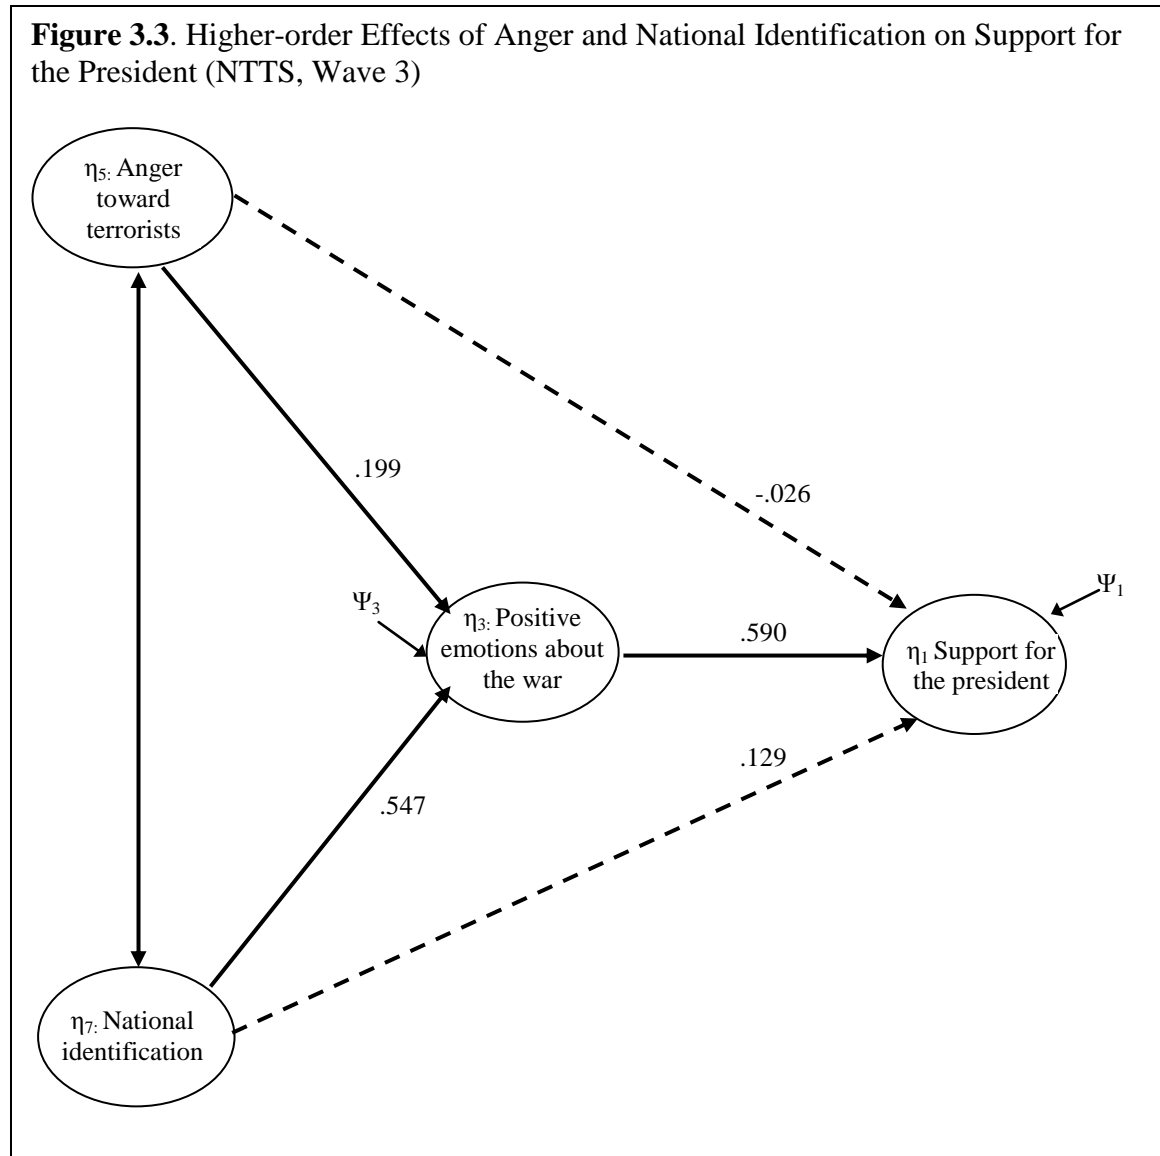 Figure 3.3. Higher-order Effects of Anger and National Identification on Support for
the President (NTTS, Wave 3)
η5: Anger
toward
terrorists
.199
-.026
Ψ3
η3: Positive
emotions about
the war
.590
Ψ1
η1 Support for
the president
.129
.547
η7: National
identification